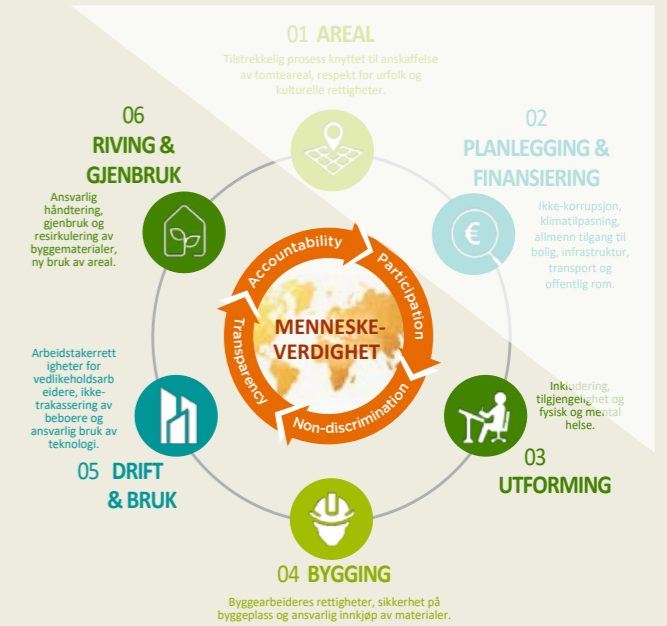 01 AREAL
Tilstrekkelig prosess knyttet til anskaffelse
av tomteareal, respekt for urfolk og
kulturelle rettigheter.
02
PLANLEGGING &
FINANSIERING
Ikke-korrupsjon,
klimatilpasning,
allmenn tilgang til
bolig, infrastruktur,
transport og
offentlig rom.
€
Inkludering,
tilgjengelighet og
fysisk og mental
helse.
03
UTFORMING
04 BYGGING
Byggearbeideres rettigheter, sikkerhet på
byggeplass og ansvarlig innkjøp av materialer.
Arbeidstakerrett
igheter for
vedlikeholdsarb
eidere, ikke-
trakassering av
beboere og
ansvarlig bruk av
teknologi.
05 DRIFT
& BRUK
06
RIVING &
GJENBRUK
Ansvarlig
håndtering,
gjenbruk og
resirkulering av
byggematerialer,
ny bruk av areal.
Accountability
Participation
Non-discrimination
Transparency
MENNESKE-
VERDIGHET